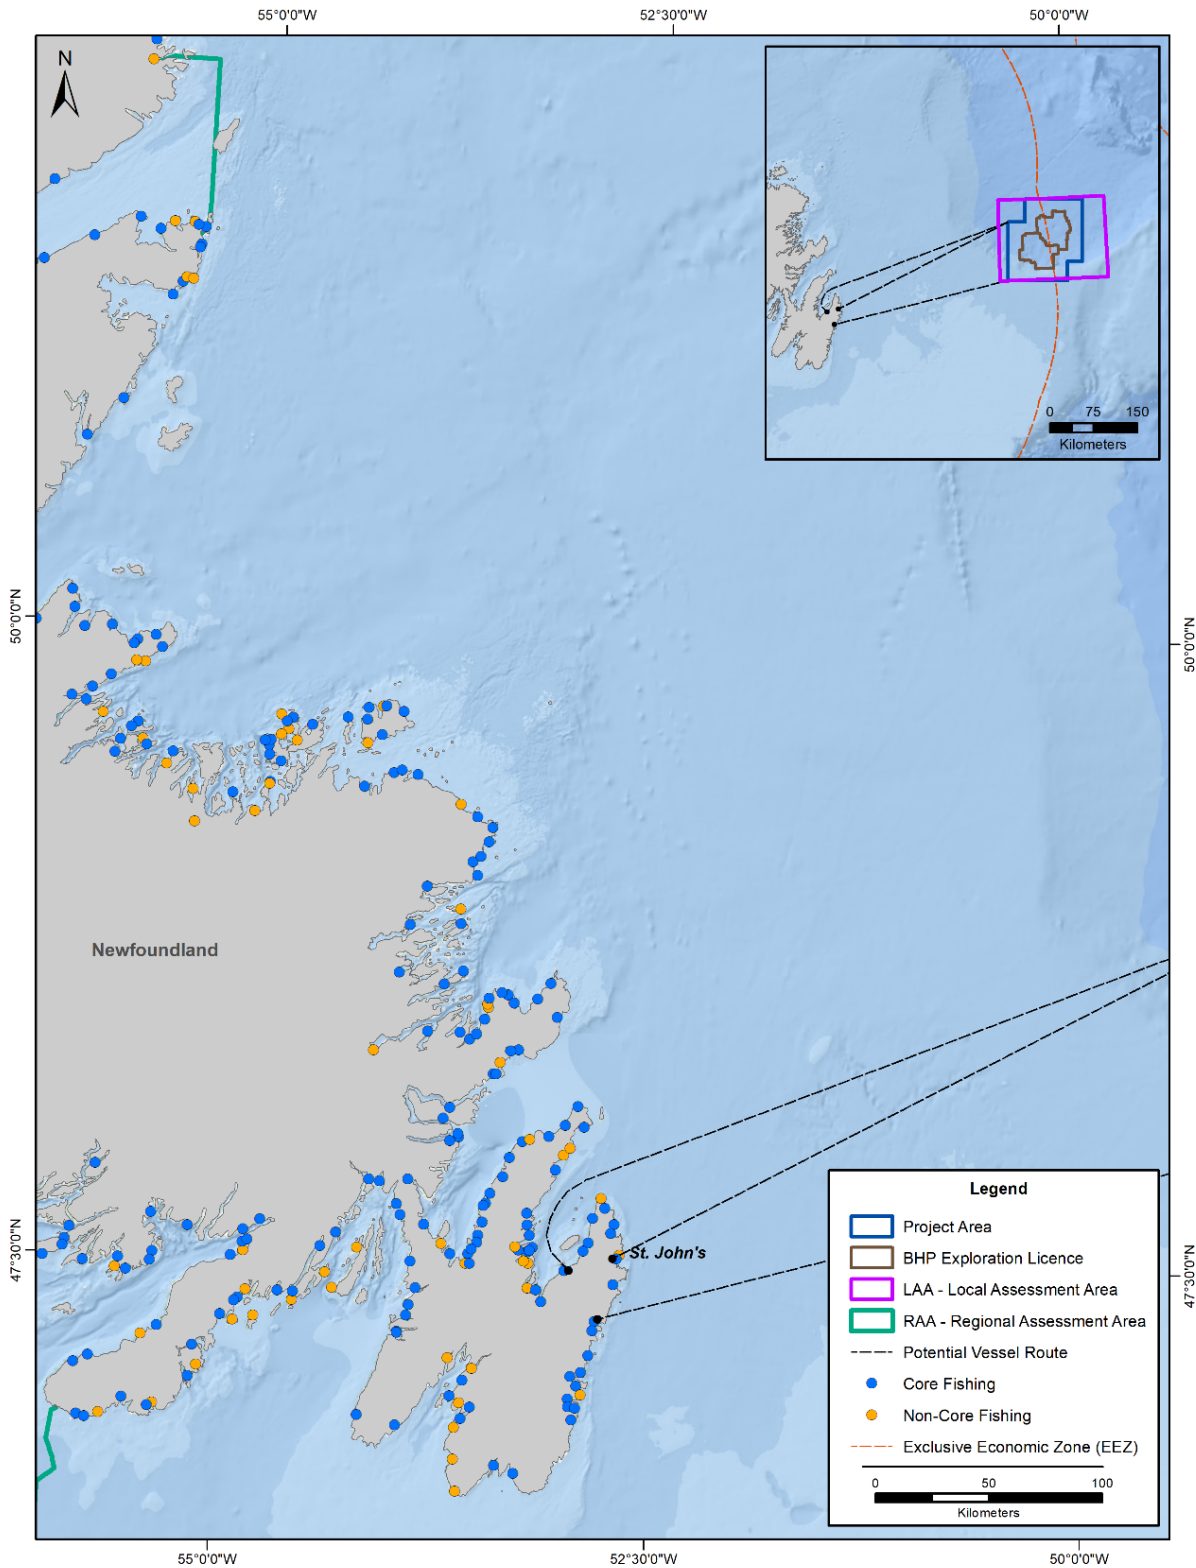 55°0'0"W
52°30'0"W
50°0'0"W
N
0 75 150
Kilometers
50°0'0"N
50°0'0"N
Newfoundland
St. John's
47°30'0"N
47°30'0"N
Legend
Project Area
BHP Exploration Licence
LAA - Local Assessment Area
RAA - Regional Assessment Area
Potential Vessel Route
Core Fishing
Non-Core Fishing
Exclusive Economic Zone (EEZ)
0 50 100
Kilometers
55°0'0"W
52°30'0"W
50°0'0"W